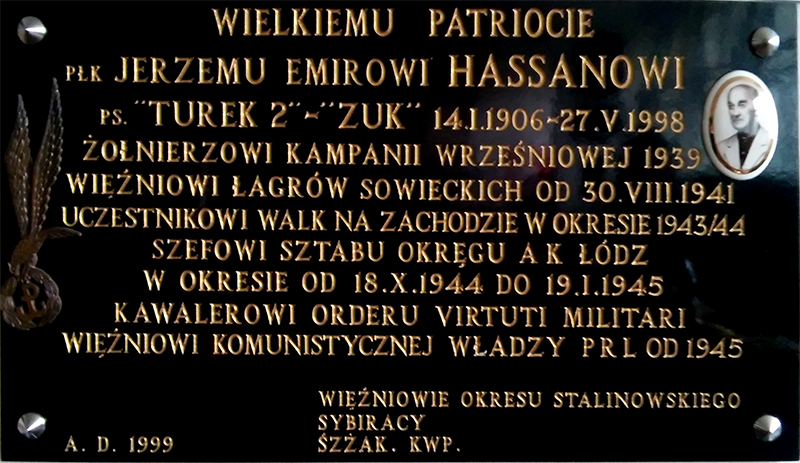 WIELKIEMU PATRIOCIE
PŁK JERZEMU EMIROWI HASSANOWI
PS. "TUREK 2"-"ZUK" 14.I.1906-27.V.1998
ŻOŁNIERZOWI KAMPANII WRZEŚNIOWEJ 1939
WIĘŹNIOWI ŁAGRÓW SOWIECKICH OD 30.VIII.1941
UCZESTNIKOWI WALK NA ZACHODZIE W OKRESIE 1943/44
SZEFOWI SZTABU OKRĘGU A K ŁÓDZ
W OKRESIE OD 18.X.1944 DO 19.I.1945
KAWALEROWI ORDERU VIRTUTI MILITARI
WIĘŹNIOWI KOMUNISTYCZNEJ WŁADZY P R L OD 1945
WIĘŹNIOWIE OKRESU STALINOWSKIEGO
SYBIRACY
A. D. 1999 ŚZŻAK. KWP.